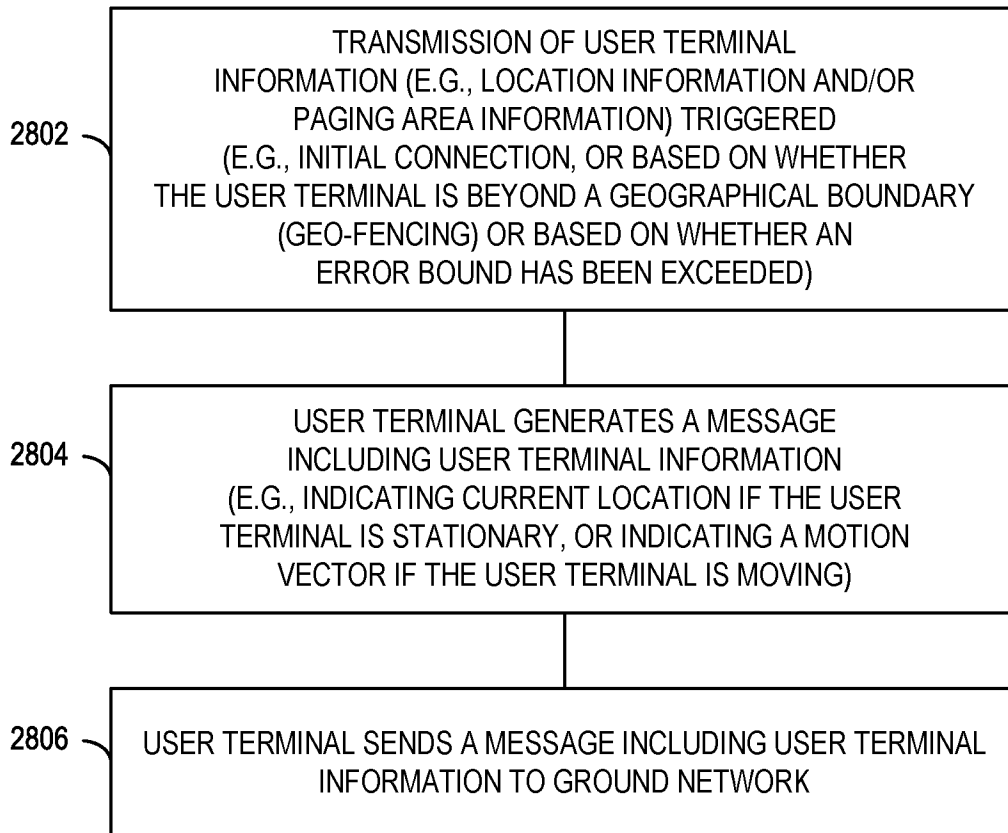 2802
TRANSMISSION OF USER TERMINAL
INFORMATION (E.G., LOCATION INFORMATION AND/OR
PAGING AREA INFORMATION) TRIGGERED
(E.G., INITIAL CONNECTION, OR BASED ON WHETHER
THE USER TERMINAL IS BEYOND A GEOGRAPHICAL BOUNDARY
(GEO-FENCING) OR BASED ON WHETHER AN
ERROR BOUND HAS BEEN EXCEEDED)
2804
USER TERMINAL GENERATES A MESSAGE
INCLUDING USER TERMINAL INFORMATION
(E.G., INDICATING CURRENT LOCATION IF THE USER
TERMINAL IS STATIONARY, OR INDICATING A MOTION
VECTOR IF THE USER TERMINAL IS MOVING)
2806
USER TERMINAL SENDS A MESSAGE INCLUDING USER TERMINAL
INFORMATION TO GROUND NETWORK